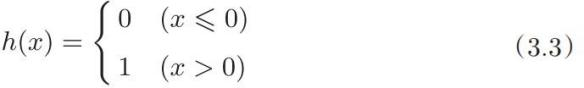 h(x) = { 0 (x ⩽ 0)
1 (x > 0) (3.3)